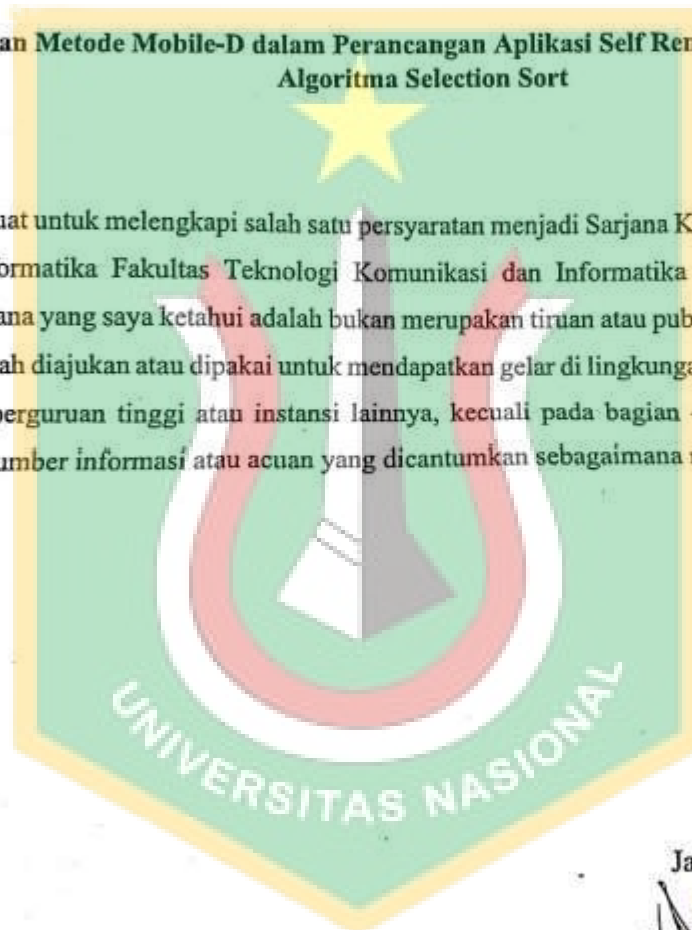 an Metode Mobile-D dalam Perancangan Aplikasi Self Ren
Algoritma Selection Sort
uat untuk melengkapi salah satu persyaratan menjadi Sarjana K
ormatika Fakultas Teknologi Komunikasi dan Informatika
ana yang saya ketahui adalah bukan merupakan tiruan atau pub
ah diajukan atau dipakai untuk mendapatkan gelar di lingkunga
perguruan tinggi atau instansi lainnya, kecuali pada bagian
umber informasi atau acuan yang dicantumkan sebagaimana
UNIVERSITAS NASIONAL
Ja